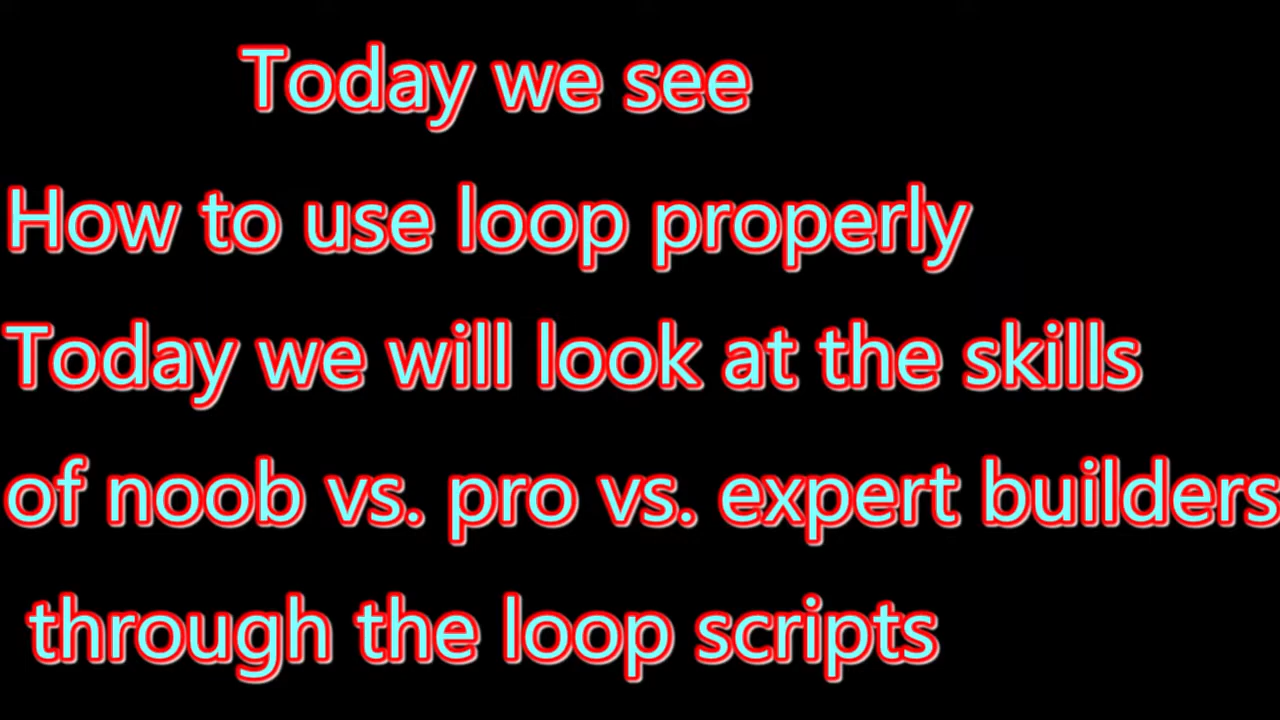 Today we see
How to use loop properly
Today we will look at the skills
of noob vs. pro vs. expert builders
through the loop scripts